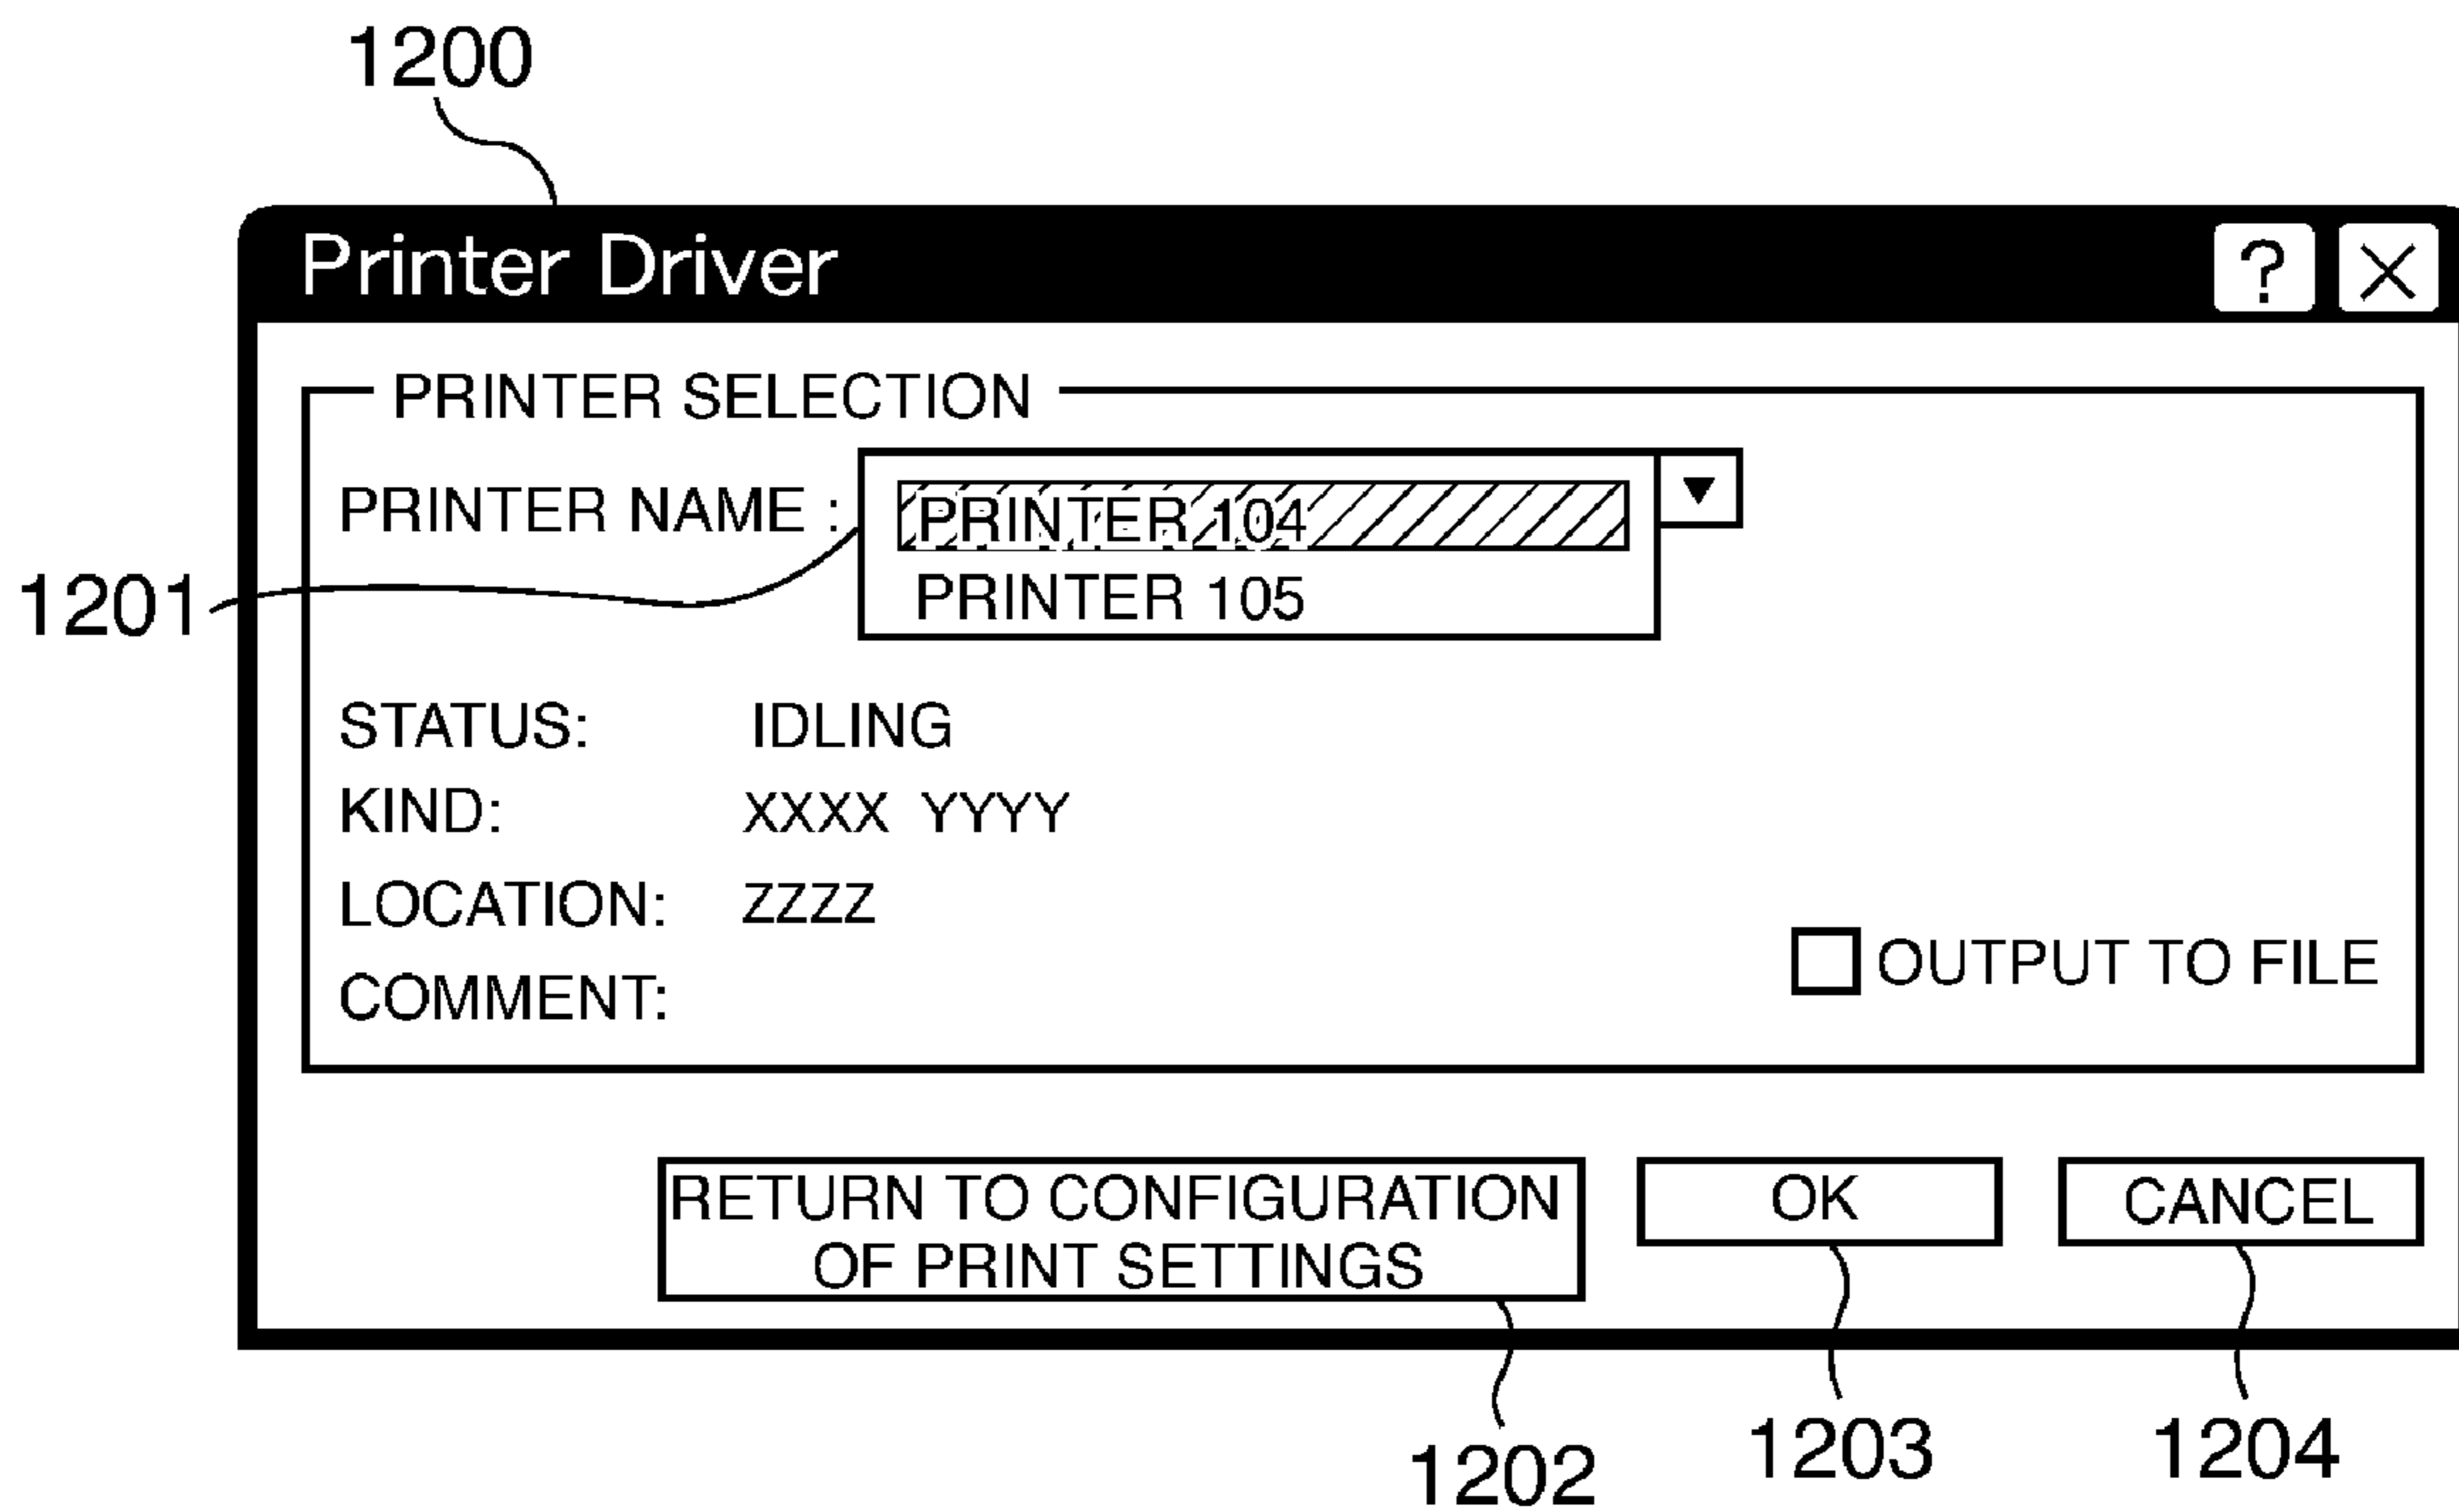 1200
Printer Driver ? X
PRINTER SELECTION
PRINTER NAME : PRINTER 104 ▼
1201
PRINTER 105
STATUS: IDLING
KIND: XXXX YYYY
LOCATION: ZZZZ
OUTPUT TO FILE
COMMENT:
RETURN TO CONFIGURATION
OF PRINT SETTINGS
OK
CANCEL
1202
1203
1204